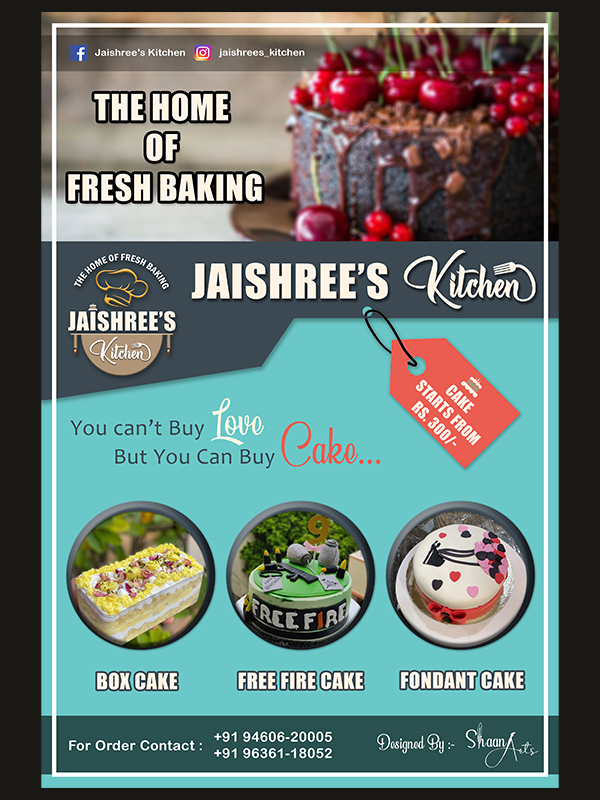 Jaishree's Kitchen jaishrees_kitchen
THE HOME
OF
FRESH BAKING
THE HOME OF FRESH BAKING
JAISHREE'S
Kitchen
JAISHREE'S Kitchen
CAKE
STARTS FROM
RS. 300/-
You can't Buy Love
But You Can Buy Cake...
9
FREE FIRE
BOX CAKE FREE FIRE CAKE FONDANT CAKE
For Order Contact : +91 94606-20005
+91 96361-18052
Designed By :- Shaan Arts